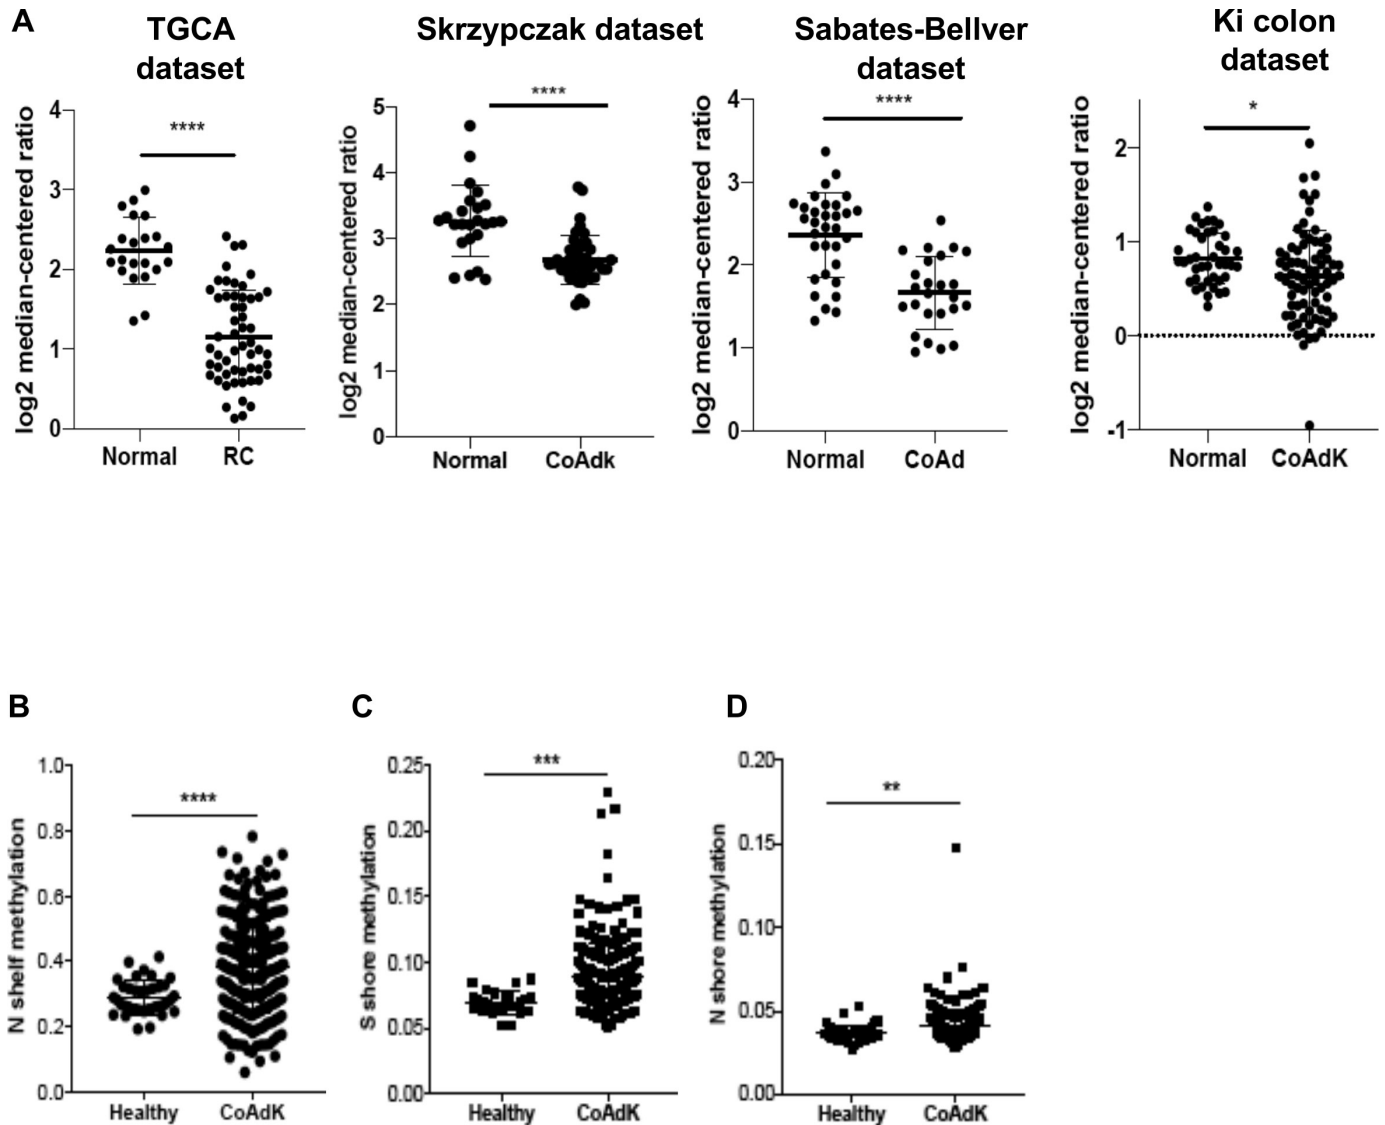 A
TGCA
dataset
Skrzypczak dataset
Sabates-Bellver
dataset
Ki colon
dataset
log2 median-centered ratio
4
3
2
1
0
****
Normal RC
log2 median-centered ratio
5
4
3
2
1
0
****
Normal CoAdk
log2 median-centered ratio
4
3
2
1
0
****
Normal CoAd
log2 median-centered ratio
2
1
0
-1
*
Normal CoAdK
B
N shelf methylation
1.0
0.8
0.6
0.4
0.2
0.0
****
Healthy CoAdK
C
S shore methylation
0.25
0.20
0.15
0.10
0.05
0.00
***
Healthy CoAdK
D
N shore methylation
0.20
0.15
0.10
0.05
0.00
**
Healthy CoAdK